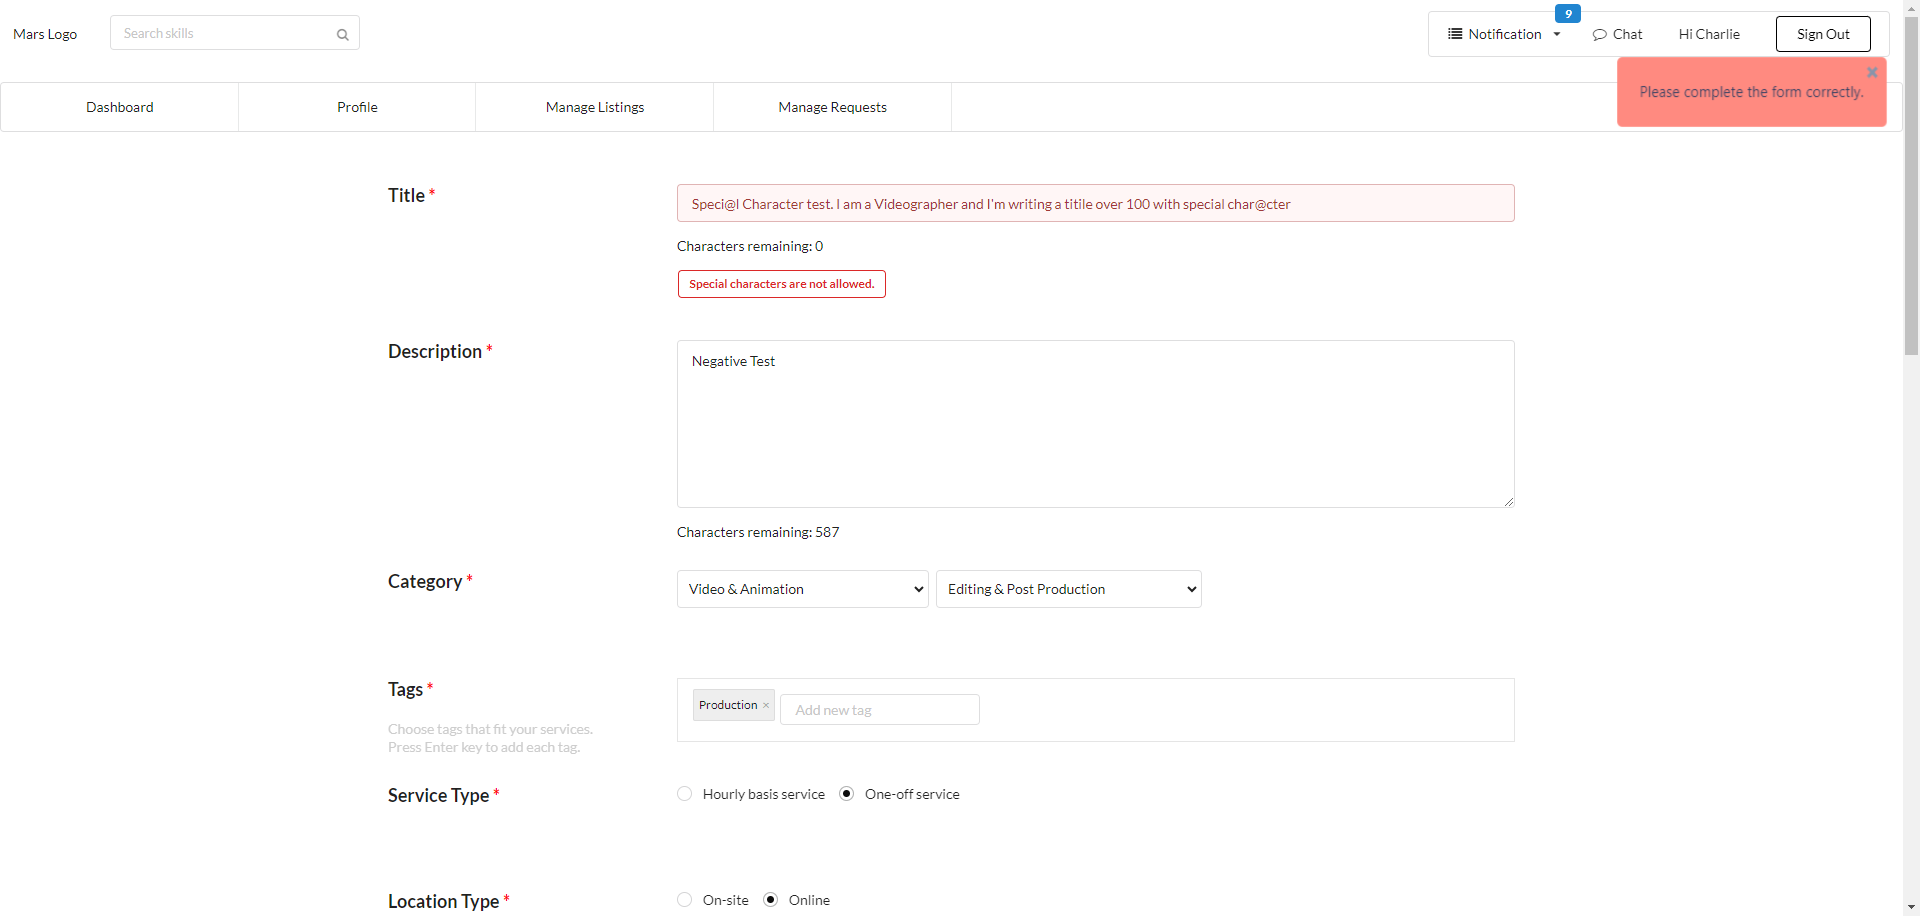 Mars Logo
Search skills
9
Notification
Chat
Hi Charlie
Sign Out
Please complete the form correctly.
Dashboard
Profile
Manage Listings
Manage Requests
Title *
Speci@l Character test. I am a Videographer and I'm writing a titile over 100 with special char@cter
Characters remaining: 0
Special characters are not allowed.
Description *
Negative Test
Characters remaining: 587
Category *
Video & Animation
Editing & Post Production
Tags *
Production ×
Add new tag
Choose tags that fit your services.
Press Enter key to add each tag.
Service Type *
Hourly basis service
One-off service
Location Type *
On-site
Online